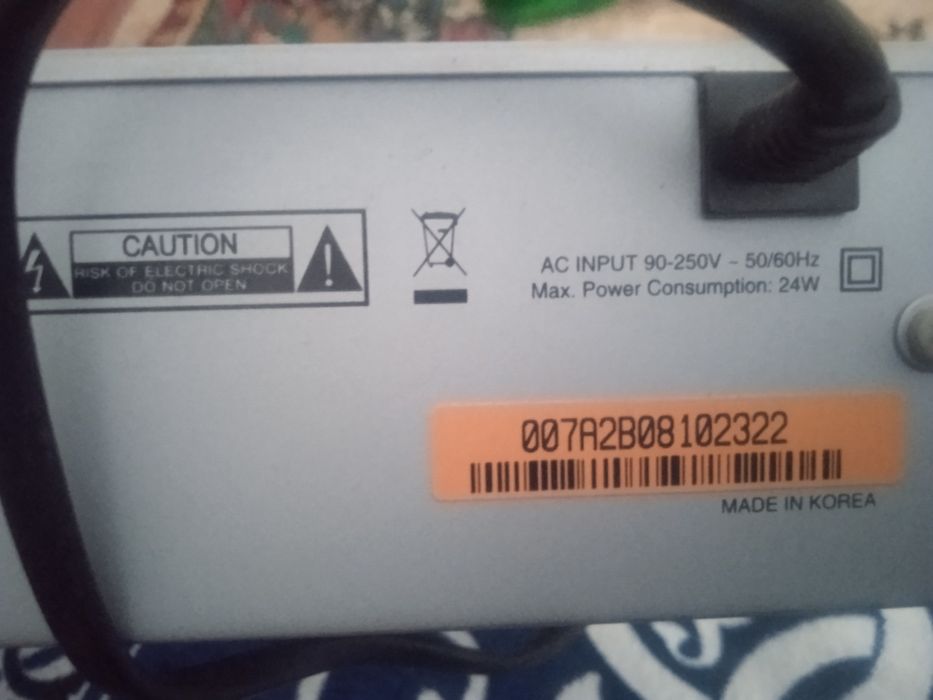 CAUTION
RISK OF ELECTRIC SHOCK
DO NOT OPEN
AC INPUT 90-250V ~ 50/60Hz
Max. Power Consumption: 24W
007A2B08102322
MADE IN KOREA